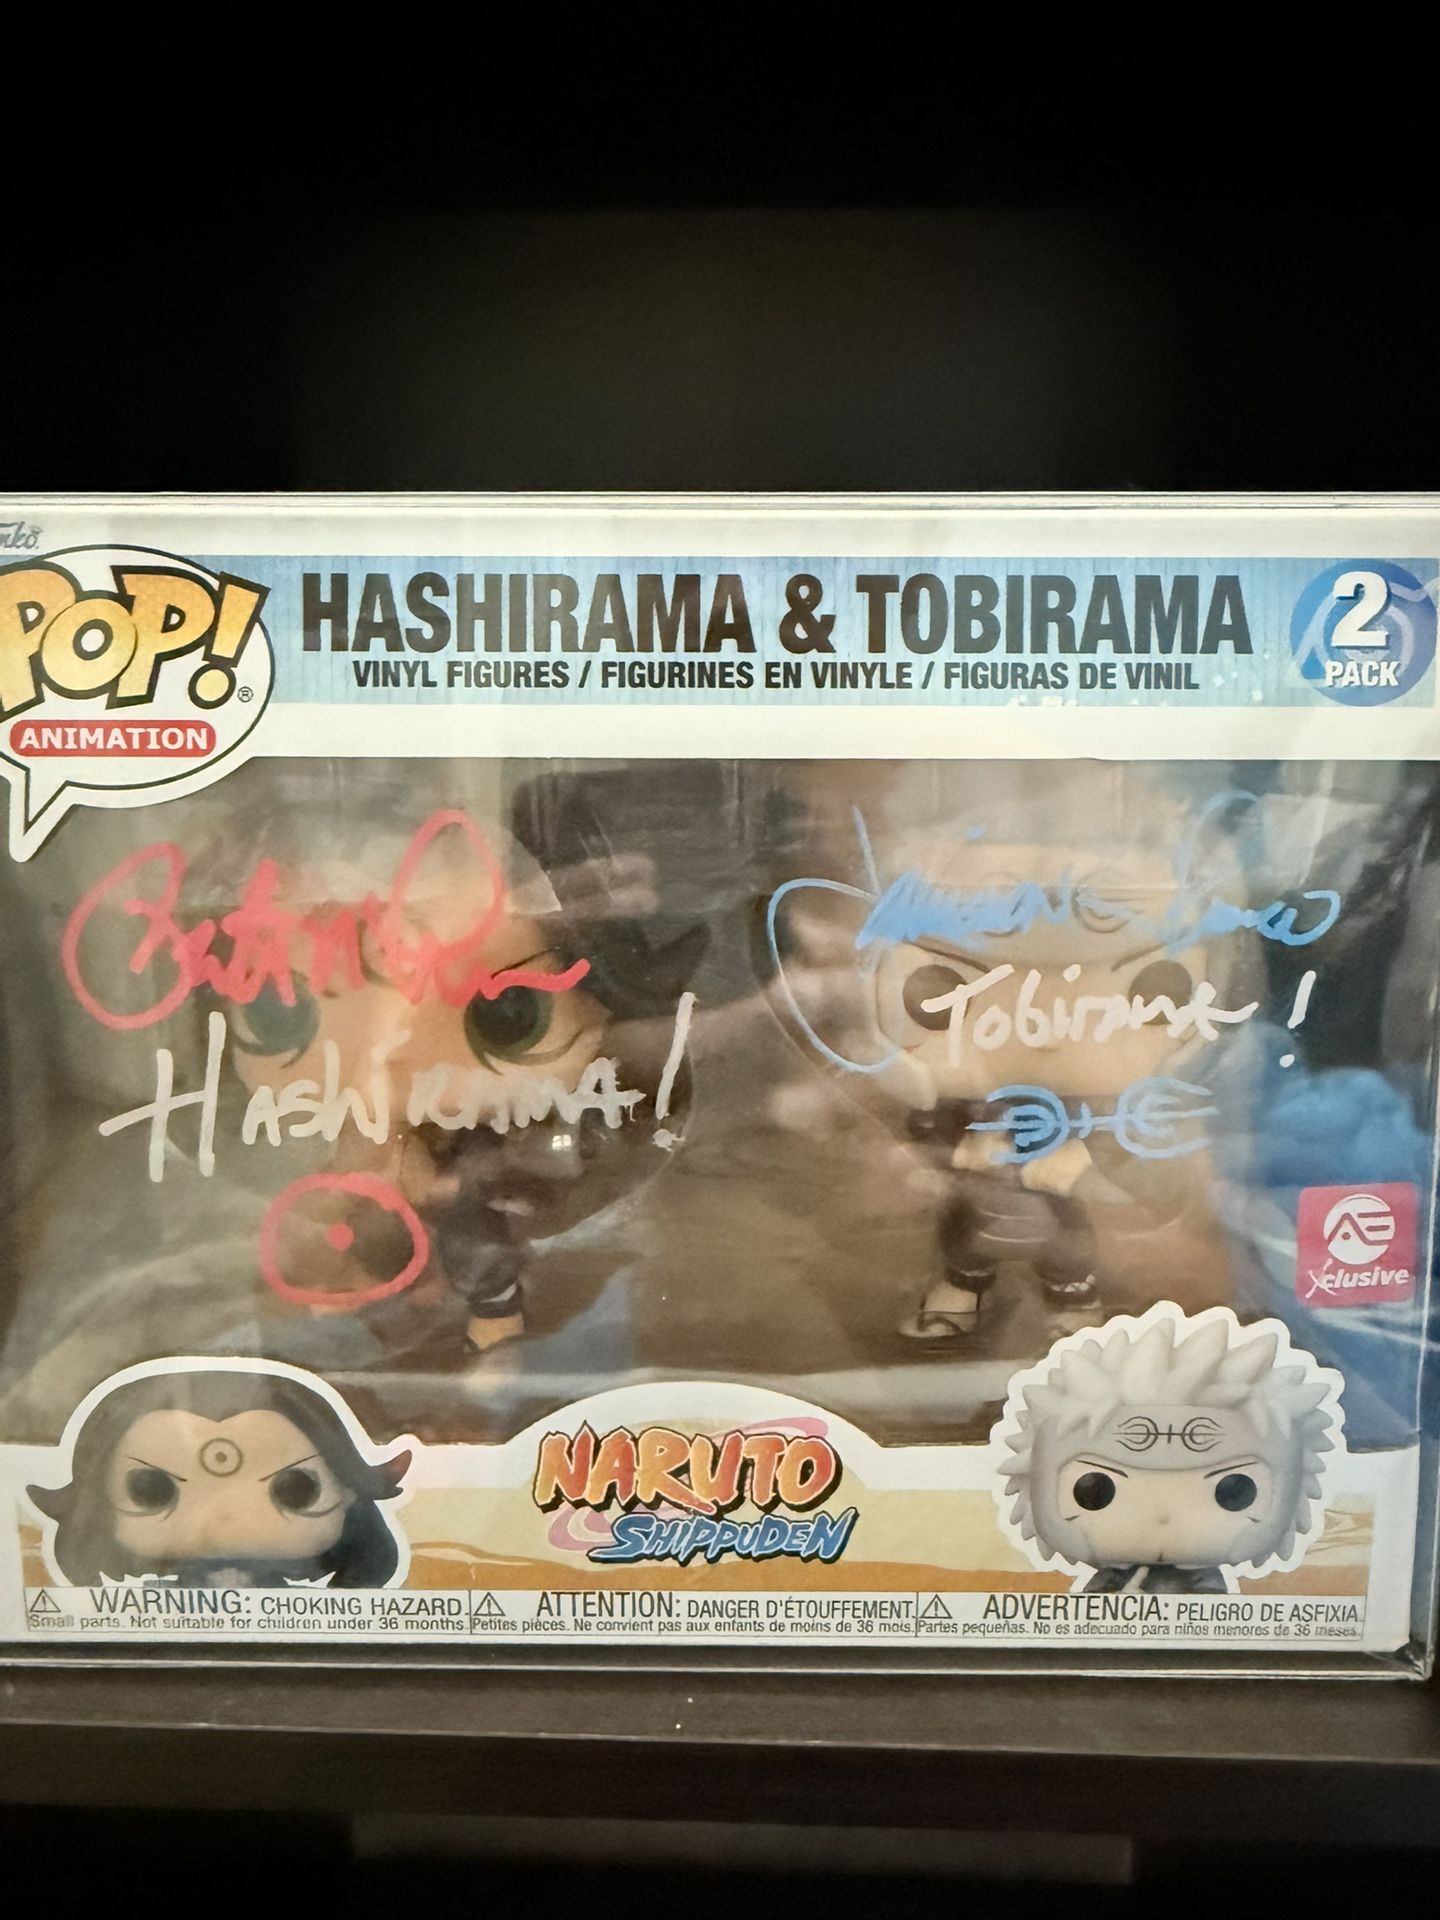 POP!®
ANIMATION
HASHIRAMA & TOBIRAMA
VINYL FIGURES / FIGURINES EN VINYLE / FIGURAS DE VINIL
2
PACK
HASHIRAMA!
Tobirama!
AE
Xclusive
NARUTO
SHIPPUDEN
WARNING: CHOKING HAZARD.
Small parts. Not suitable for children under 36 months.
ATTENTION: DANGER D'ÉTOUFFEMENT.
Petites pièces. Ne convient pas aux enfants de moins de 36 mois.
ADVERTENCIA: PELIGRO DE ASFIXIA.
Partes pequeñas. No es adecuado para niños menores de 36 meses.